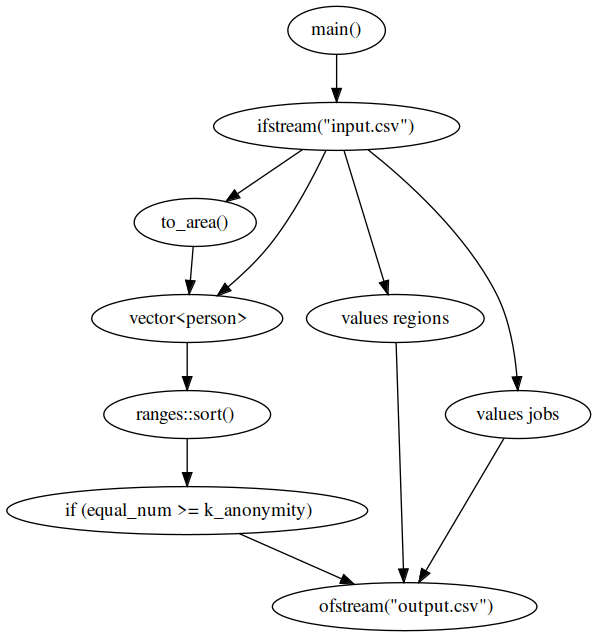 main()
ifstream("input.csv")
to_area()
vector<person>
values regions
ranges::sort()
values jobs
if (equal_num >= k_anonymity)
ofstream("output.csv")